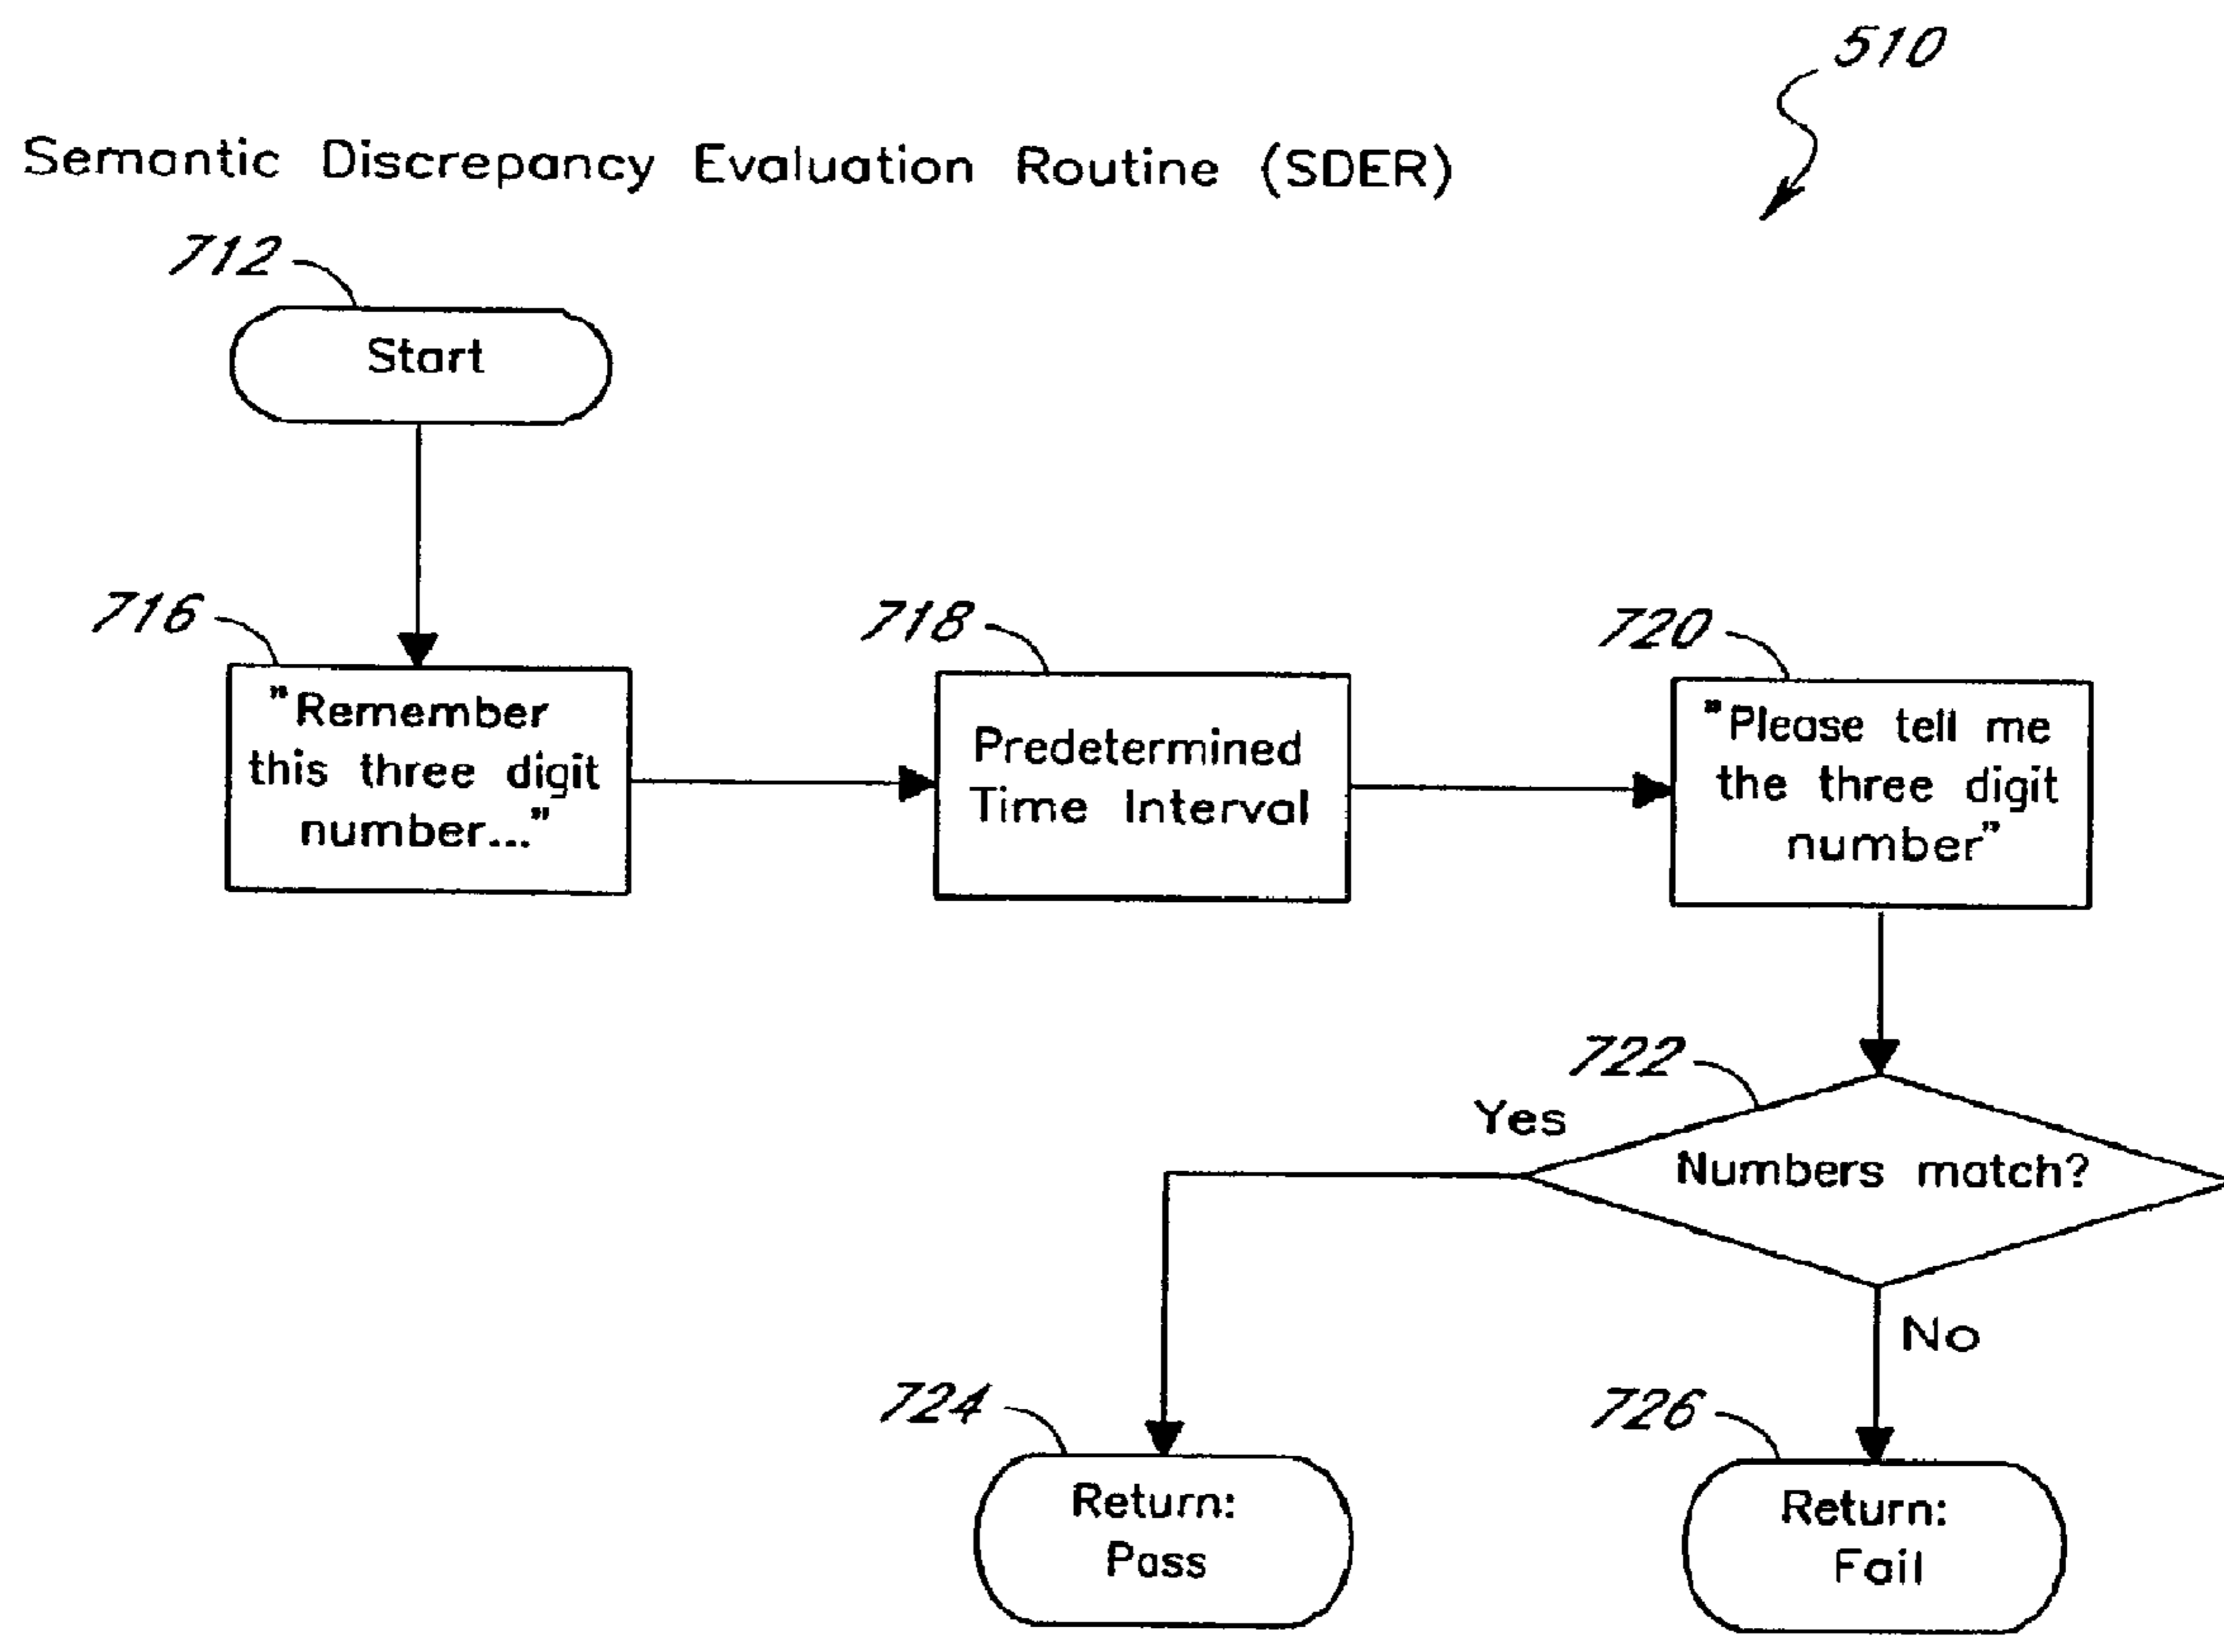 510
Semantic Discrepancy Evaluation Routine (SDER)
712
Start
716
"Remember
this three digit
number..."
718
Predetermined
Time Interval
720
"Please tell me
the three digit
number"
722
Yes
Numbers match?
No
724
Return:
Pass
726
Return:
Fail